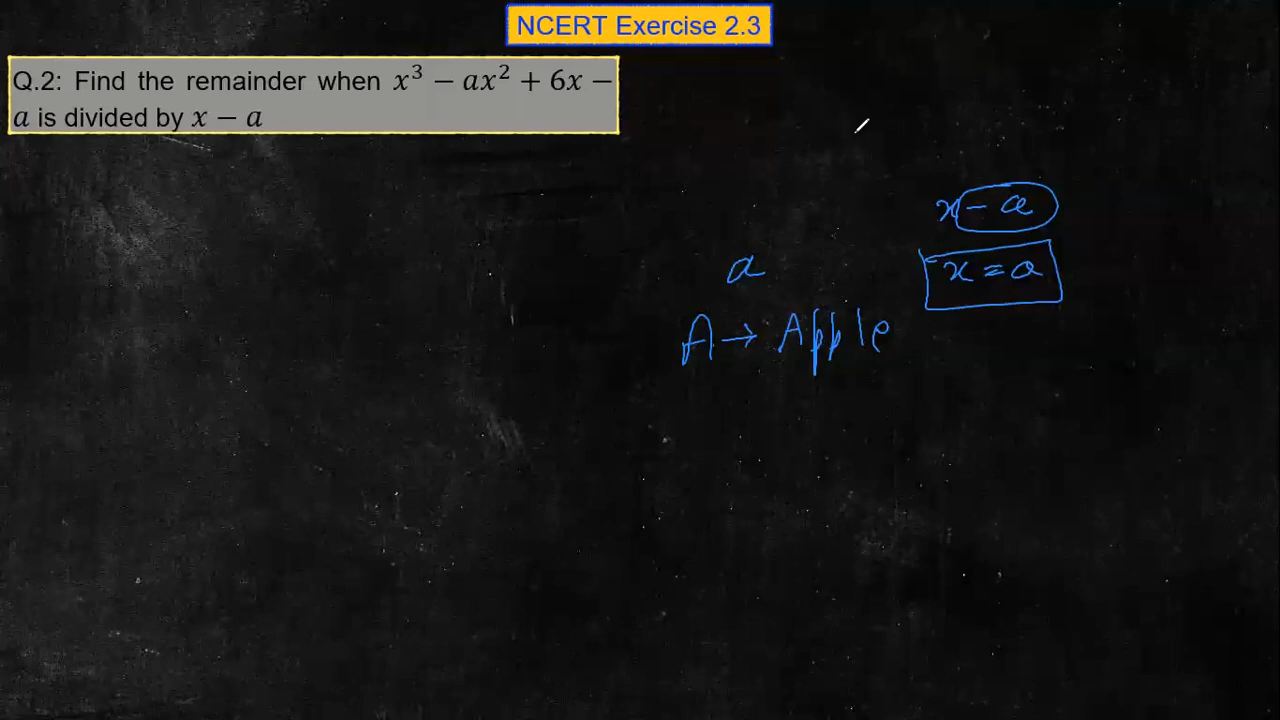 NCERT Exercise 2.3
Q.2: Find the remainder when x³ − ax² + 6x −
a is divided by x − a
x − a
a
x = a
A → Apple